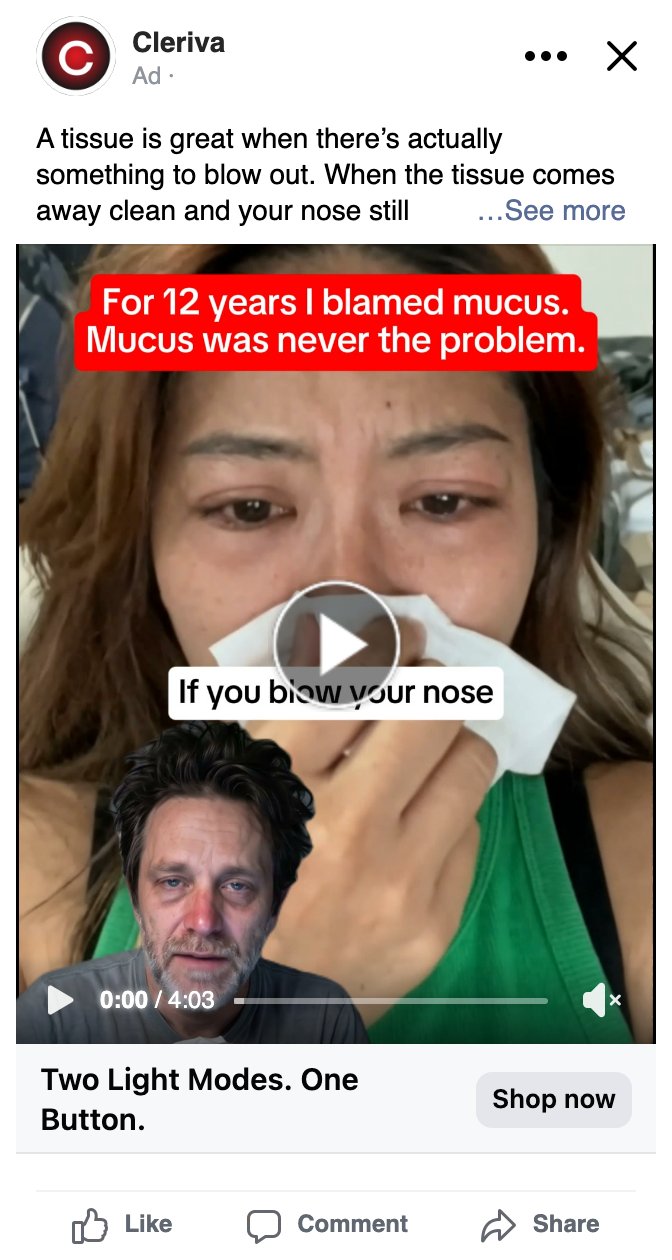 C
Cleriva
Ad ·
A tissue is great when there’s actually
something to blow out. When the tissue comes
away clean and your nose still ...See more
For 12 years I blamed mucus.
Mucus was never the problem.
If you blow your nose
0:00 / 4:03
Two Light Modes. One
Button.
Shop now
Like
Comment
Share